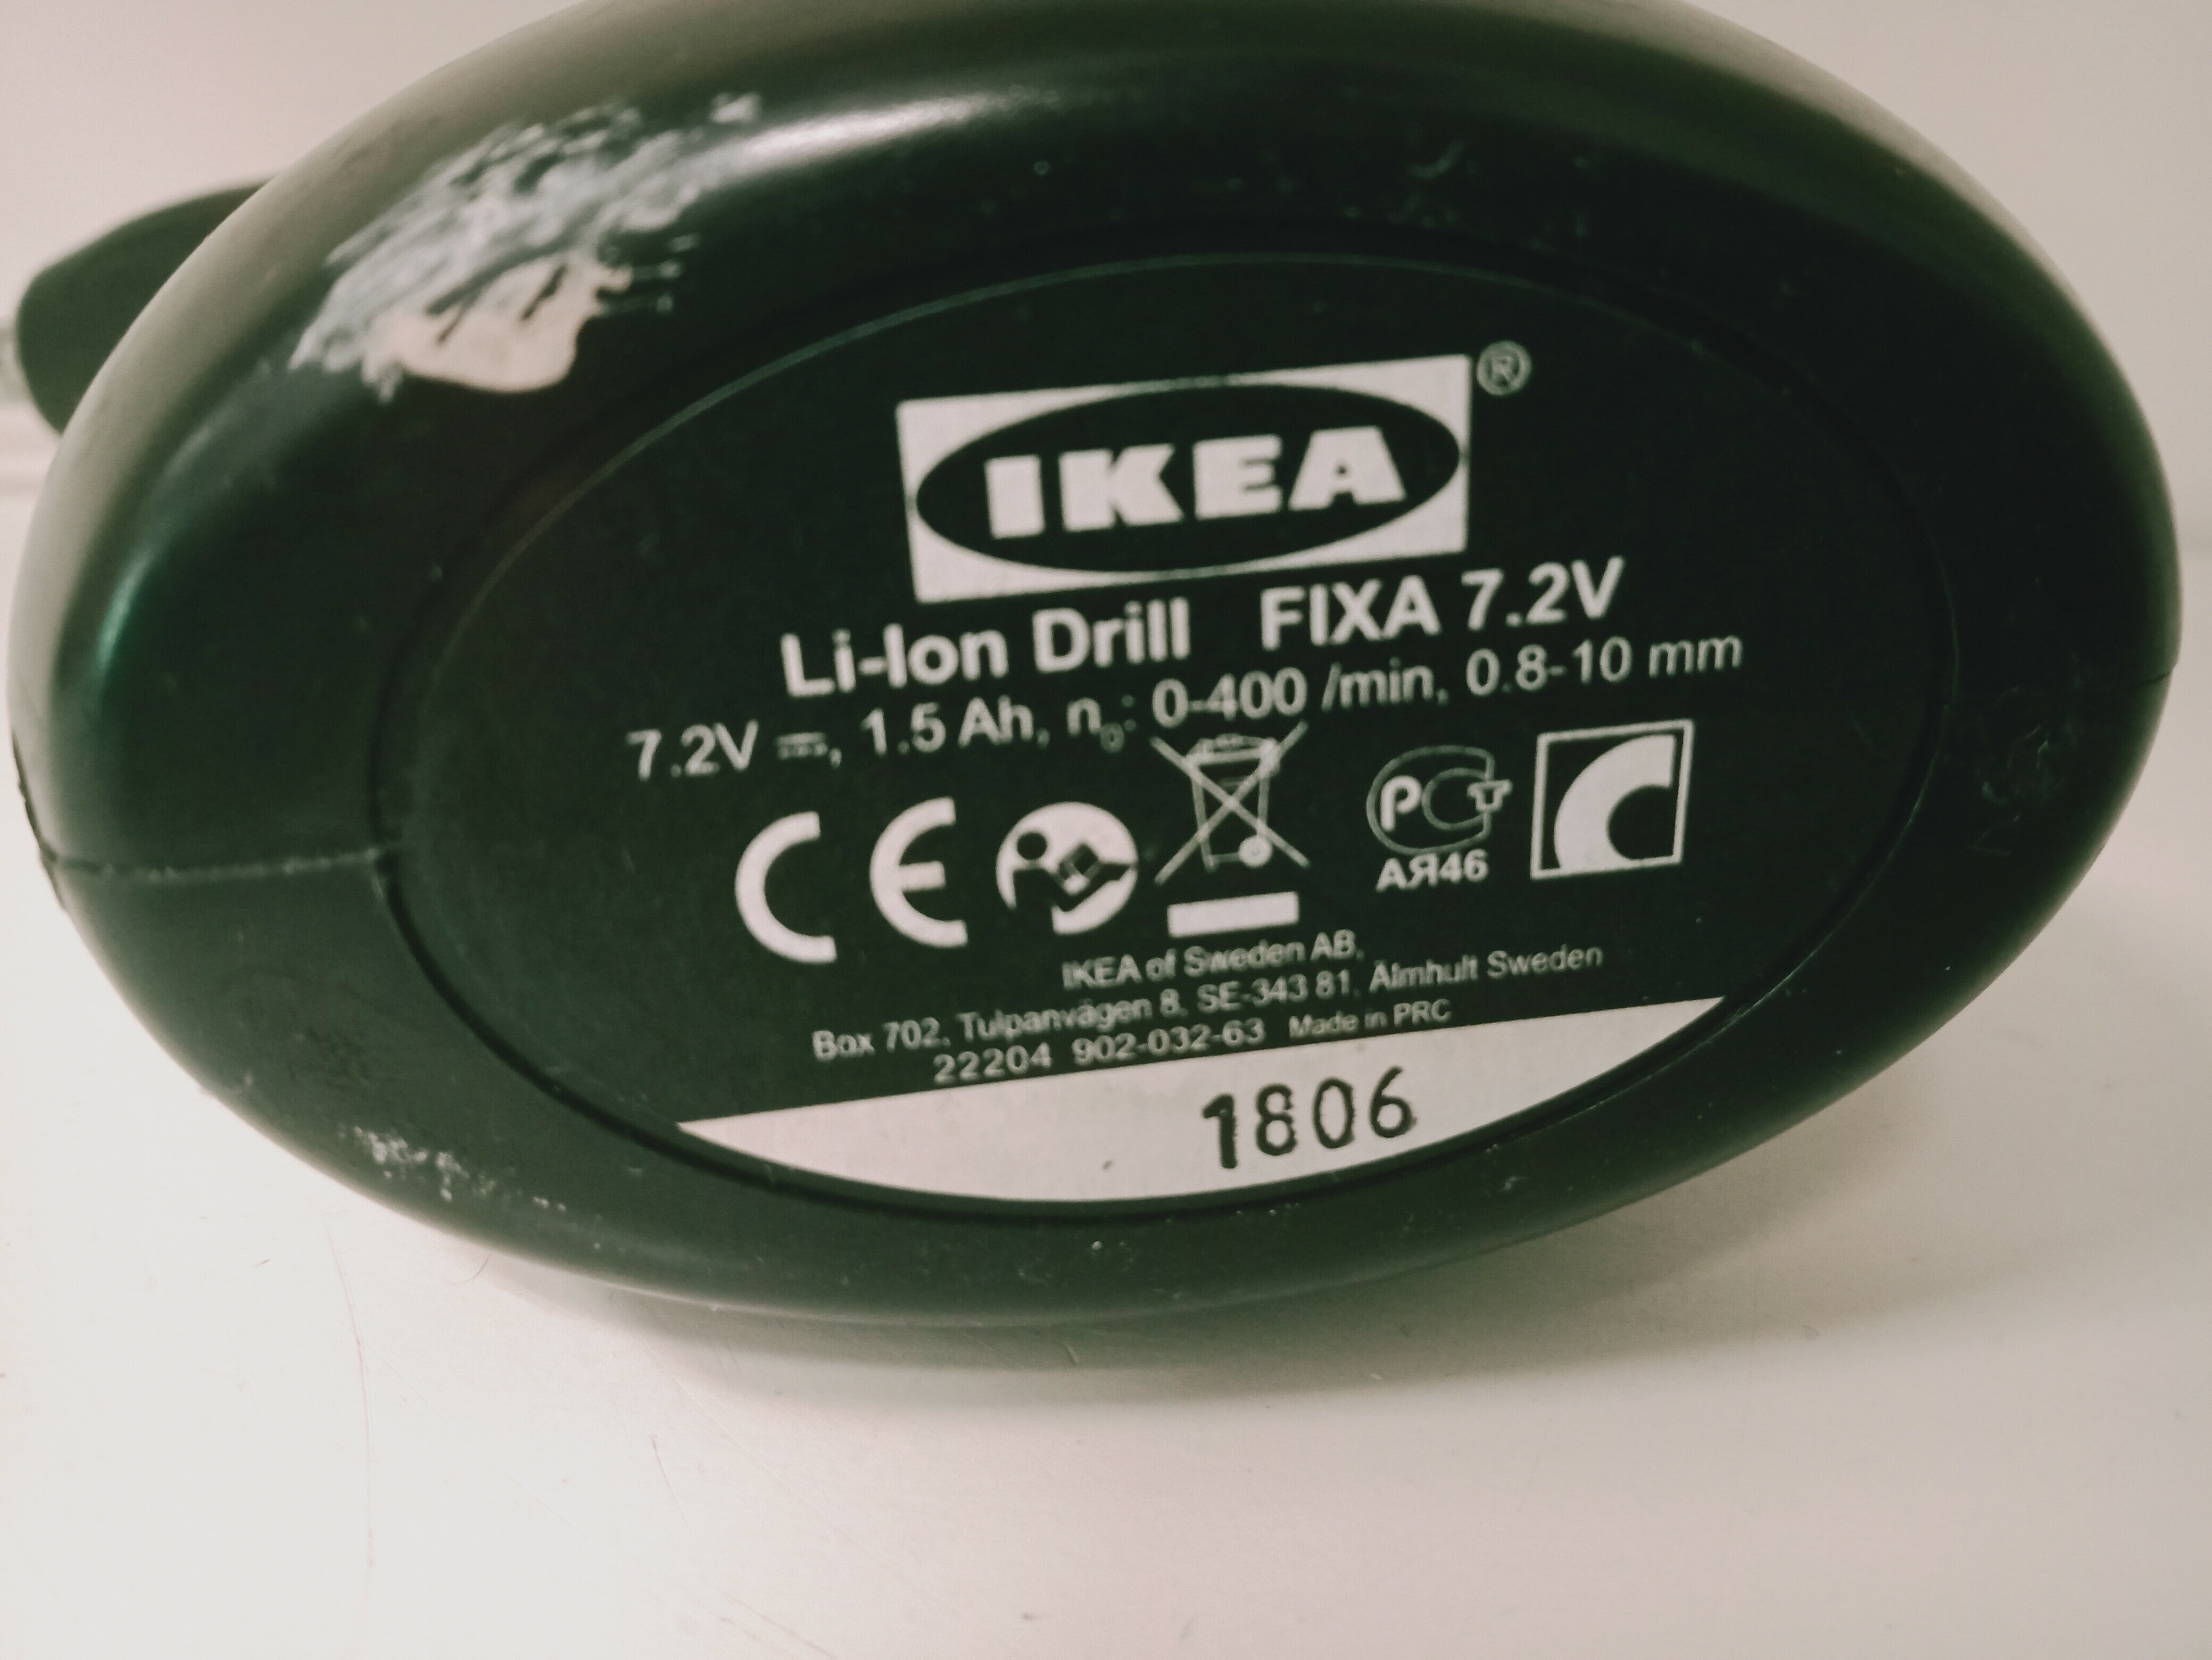 IKEA®
Li-Ion Drill FIXA 7.2V
7.2V ⎓, 1.5 Ah, n₀: 0-400 /min, 0.8-10 mm
CE
PCT
АЯ46
C
IKEA of Sweden AB,
Box 702, Tulpanvägen 8, SE-343 81, Älmhult Sweden
22204 902-032-63 Made in PRC
1806